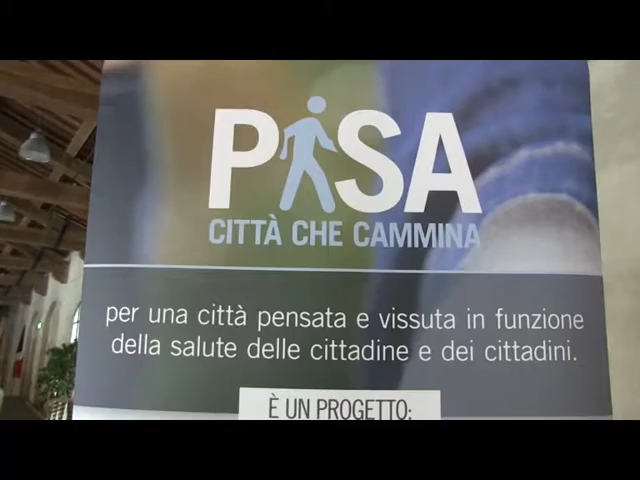 PISA
CITTÀ CHE CAMMINA
per una città pensata e vissuta in funzione
della salute delle cittadine e dei cittadini.
È UN PROGETTO: